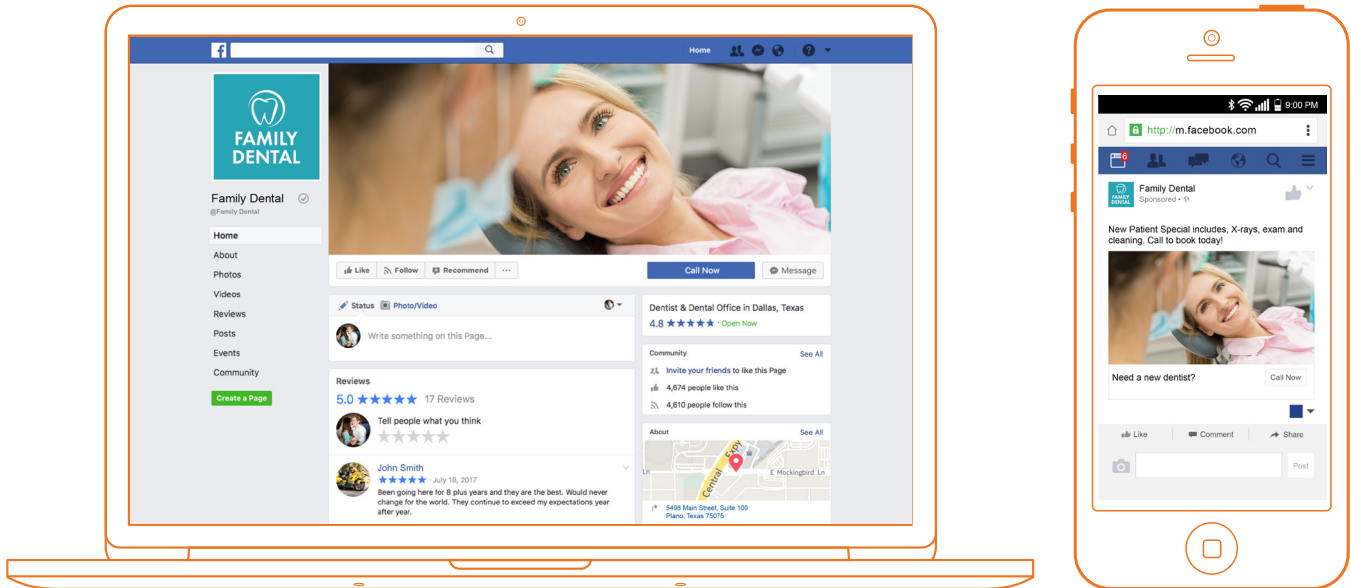 Home
FAMILY
DENTAL
Family Dental
@Family Dental
Home
About
Photos
Videos
Reviews
Posts
Events
Community
Create a Page
Like Follow Recommend ...
Call Now Message
Status Photo/Video
Write something on this Page...
Reviews
5.0 ★★★★★ 17 Reviews
Tell people what you think
John Smith
★★★★★ · July 18, 2017
Been going here for 8 plus years and they are the best. Would never
change for the world. They continue to exceed my expectations year
after year.
Dentist & Dental Office in Dallas, Texas
4.8 ★★★★★ · Open Now
Community See All
Invite your friends to like this Page
4,674 people like this
4,610 people follow this
About See All
Expy
Central
Ln
E Mockingbird Ln
5498 Main Street, Suite 100
Plano, Texas 75075
9:00 PM
http://m.facebook.com
6
FAMILY
DENTAL
Family Dental
Sponsored •
New Patient Special includes, X-rays, exam and
cleaning. Call to book today!
Need a new dentist? Call Now
Like Comment Share
Post